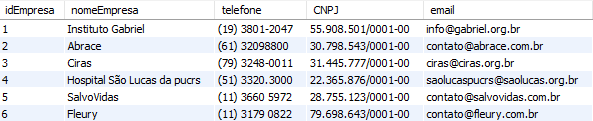 idEmpresa nomeEmpresa telefone CNPJ email
1 Instituto Gabriel (19) 3801-2047 55.908.501/0001-00 info@gabriel.org.br
2 Abrace (61) 32098800 30.798.543/0001-00 contato@abrace.com.br
3 Ciras (79) 3248-0011 31.445.777/0001-00 ciras@ciras.org.br
4 Hospital São Lucas da pucrs (51) 3320.3000 22.365.876/0001-00 saolucaspucrs@saolucas.org.br
5 SalvoVidas (11) 3660 5972 28.755.123/0001-00 contato@salvovidas.com.br
6 Fleury (11) 3179 0822 79.698.643/0001-00 contato@fleury.com.br